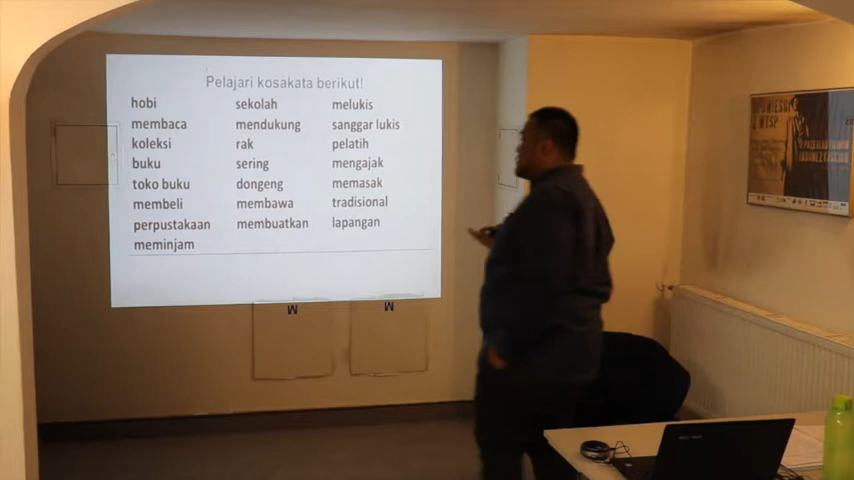 Pelajari kosakata berikut!
hobi sekolah melukis
membaca mendukung sanggar lukis
koleksi rak pelatih
buku sering mengajar
toko buku dongeng memasak
membeli membawa tradisional
perpustakaan membuatkan lapangan
meminjam
M M